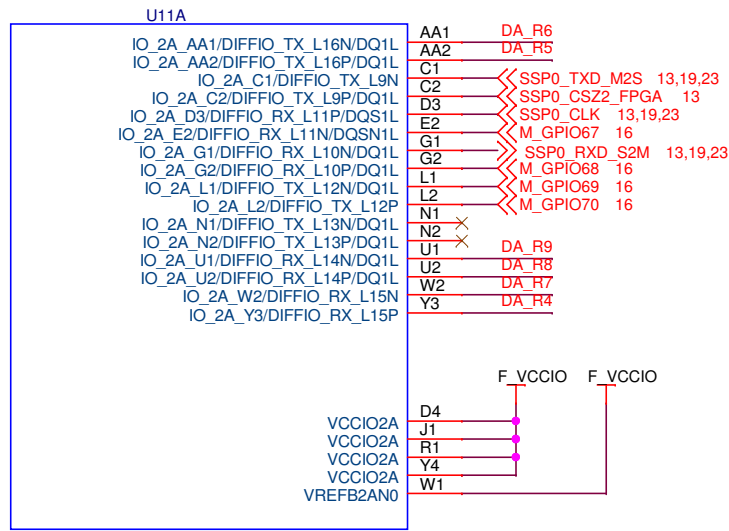 U11A
IO_2A_AA1/DIFFIO_TX_L16N/DQ1L AA1 DA_R6
IO_2A_AA2/DIFFIO_TX_L16P/DQ1L AA2 DA_R5
IO_2A_C1/DIFFIO_TX_L9N C1 SSP0_TXD_M2S 13,19,23
IO_2A_C2/DIFFIO_TX_L9P/DQ1L C2 SSP0_CSZ2_FPGA 13
IO_2A_D3/DIFFIO_RX_L11P/DQS1L D3 SSP0_CLK 13,19,23
IO_2A_E2/DIFFIO_RX_L11N/DQSN1L E2 M_GPIO67 16
IO_2A_G1/DIFFIO_RX_L10N/DQ1L G1 SSP0_RXD_S2M 13,19,23
IO_2A_G2/DIFFIO_RX_L10P/DQ1L G2 M_GPIO68 16
IO_2A_L1/DIFFIO_TX_L12N/DQ1L L1 M_GPIO69 16
IO_2A_L2/DIFFIO_TX_L12P L2 M_GPIO70 16
IO_2A_N1/DIFFIO_TX_L13N/DQ1L N1
IO_2A_N2/DIFFIO_TX_L13P/DQ1L N2
IO_2A_U1/DIFFIO_RX_L14N/DQ1L U1 DA_R9
IO_2A_U2/DIFFIO_RX_L14P/DQ1L U2 DA_R8
IO_2A_W2/DIFFIO_RX_L15N W2 DA_R7
IO_2A_Y3/DIFFIO_RX_L15P Y3 DA_R4
F_VCCIO F_VCCIO
VCCIO2A D4
VCCIO2A J1
VCCIO2A R1
VCCIO2A Y4
VREFB2AN0 W1